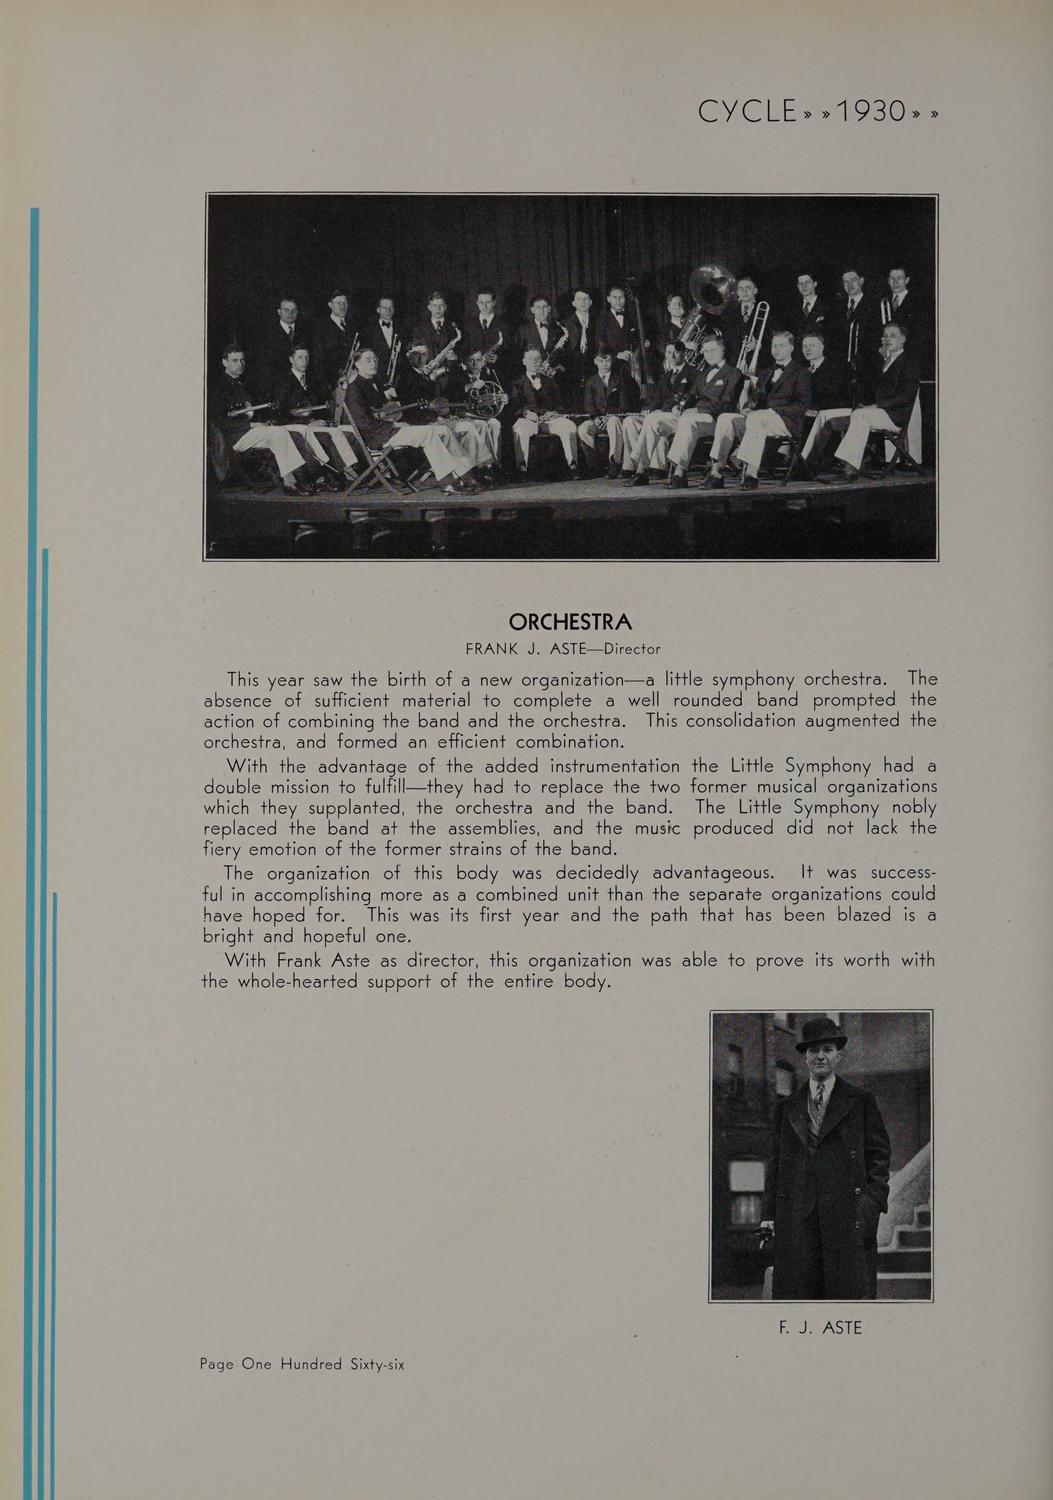 CYCLE » » 1930 » »
ORCHESTRA
FRANK J. ASTE—Director
This year saw the birth of a new organization—a little symphony orchestra. The
absence of sufficient material to complete a well rounded band prompted the
action of combining the band and the orchestra. This consolidation augmented the
orchestra, and formed an efficient combination.
With the advantage of the added instrumentation the Little Symphony had a
double mission to fulfill—they had to replace the two former musical organizations
which they supplanted, the orchestra and the band. The Little Symphony nobly
replaced the band at the assemblies, and the music produced did not lack the
fiery emotion of the former strains of the band.
The organization of this body was decidedly advantageous. It was success-
ful in accomplishing more as a combined unit than the separate organizations could
have hoped for. This was its first year and the path that has been blazed is a
bright and hopeful one.
With Frank Aste as director, this organization was able to prove its worth with
the whole-hearted support of the entire body.
F. J. ASTE
Page One Hundred Sixty-six